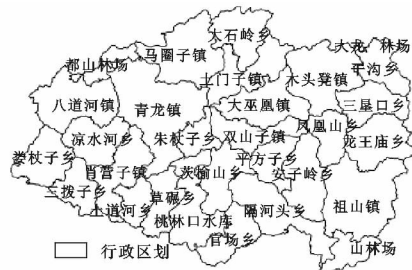 大石岭乡
马圈子镇
大龙 林场
都山林场
土门子镇
木头凳镇
干沟乡
八道河镇
青龙镇
大巫岚镇
三星口乡
凤凰山乡
凉水河乡
朱杖子乡
双山子镇
龙王庙乡
娄杖子乡
肖营子镇
茨榆山乡
平方子乡
安子岭乡
三拨子乡
草碾乡
土道河乡
桃林口水库
隔河头乡
祖山镇
官场乡
山林场
行政区划